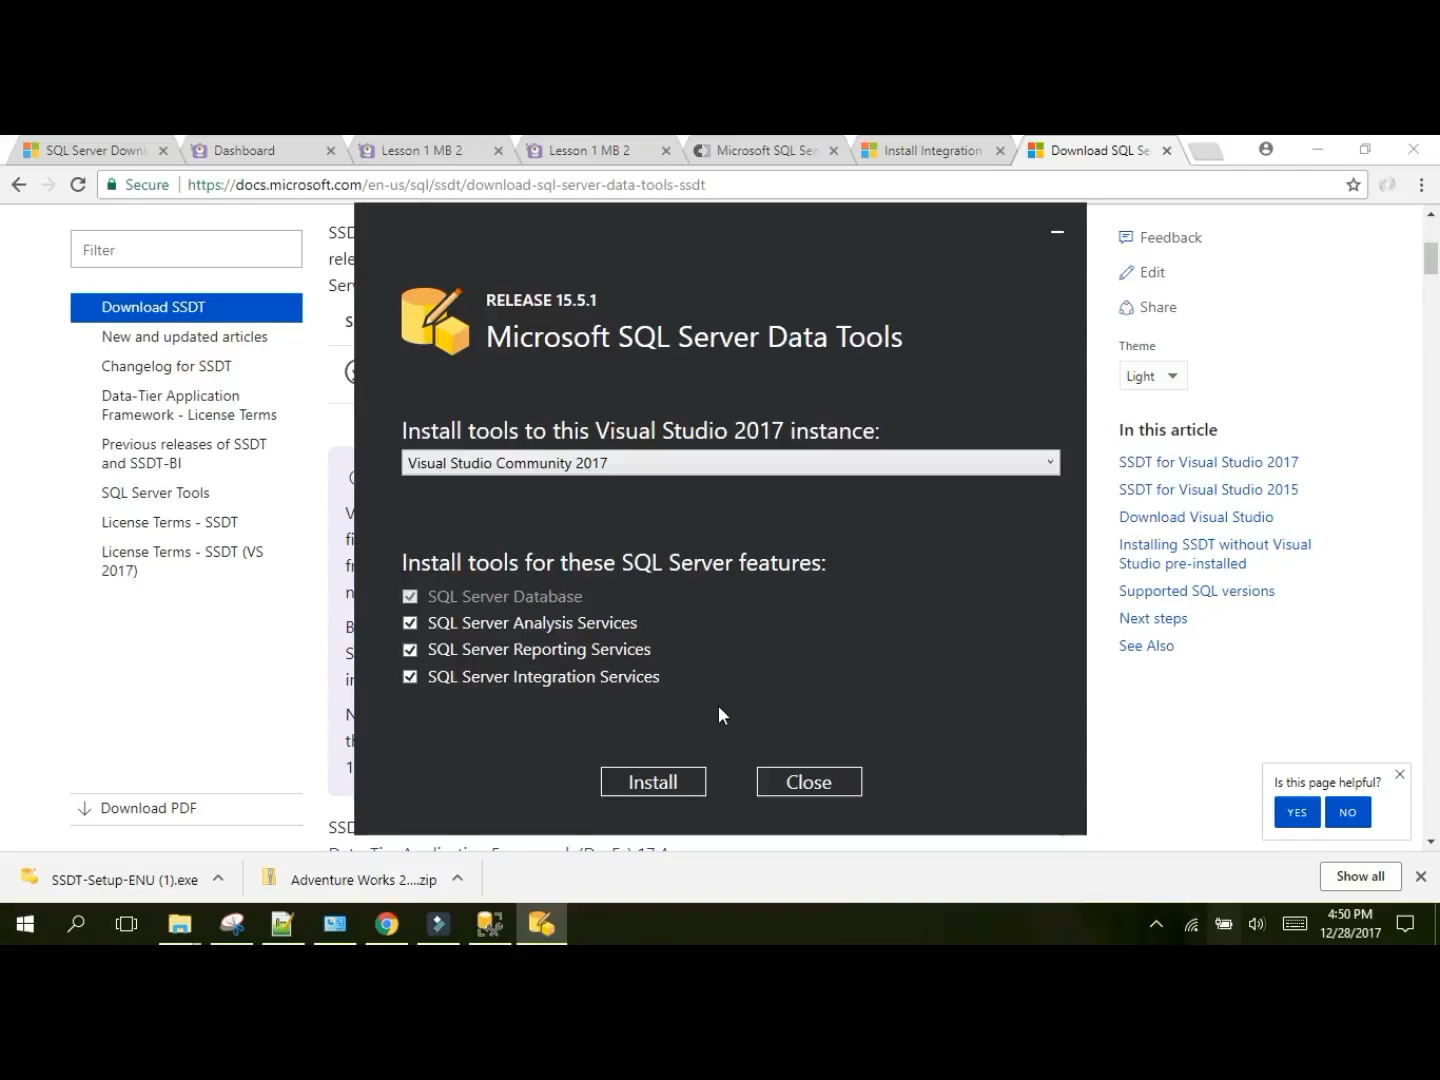 SQL Server Down
Dashboard
Lesson 1 MB 2
Lesson 1 MB 2
Microsoft SQL Ser
Install Integration
Download SQL Se
Secure
https://docs.microsoft.com/en-us/sql/ssdt/download-sql-server-data-tools-ssdt
Filter
Download SSDT
New and updated articles
Changelog for SSDT
Data-Tier Application
Framework - License Terms
Previous releases of SSDT
and SSDT-BI
SQL Server Tools
License Terms - SSDT
License Terms - SSDT (VS
2017)
Download PDF
RELEASE 15.5.1
Microsoft SQL Server Data Tools
Install tools to this Visual Studio 2017 instance:
Visual Studio Community 2017
Install tools for these SQL Server features:
SQL Server Database
SQL Server Analysis Services
SQL Server Reporting Services
SQL Server Integration Services
Install
Close
Feedback
Edit
Share
Theme
Light
In this article
SSDT for Visual Studio 2017
SSDT for Visual Studio 2015
Download Visual Studio
Installing SSDT without Visual
Studio pre-installed
Supported SQL versions
Next steps
See Also
Is this page helpful?
YES
NO
SSDT-Setup-ENU (1).exe
Adventure Works 2....zip
Show all
4:50 PM
12/28/2017